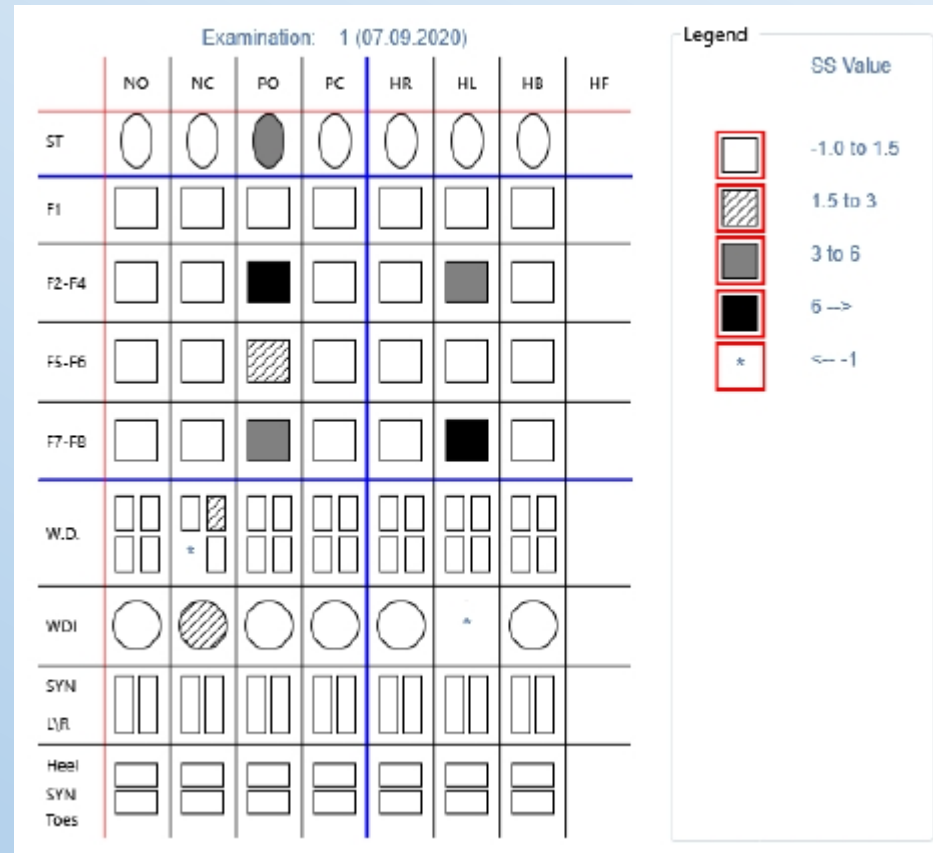 Examination: 1 (07.09.2020)
NO NC PO PC HR HL HB HF
ST
F1
F2-F4
F5-F6
F7-F8
W.D.
*
WDI
*
SYN
L\R
Heel
SYN
Toes
Legend
SS Value
-1.0 to 1.5
1.5 to 3
3 to 6
6 -->
* <-- -1